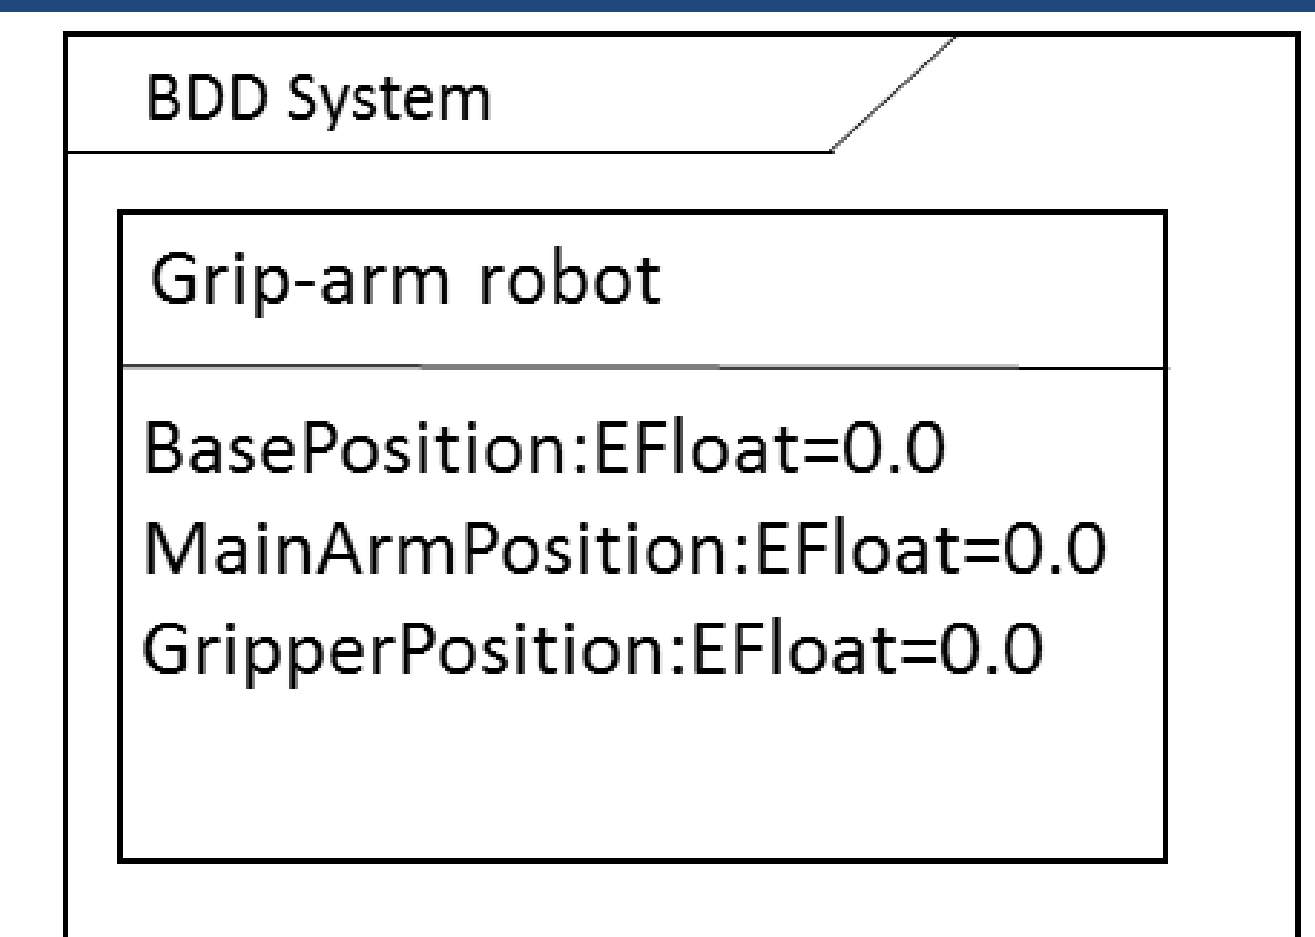 BDD System
Grip-arm robot
BasePosition:EFloat=0.0
MainArmPosition:EFloat=0.0
GripperPosition:EFloat=0.0